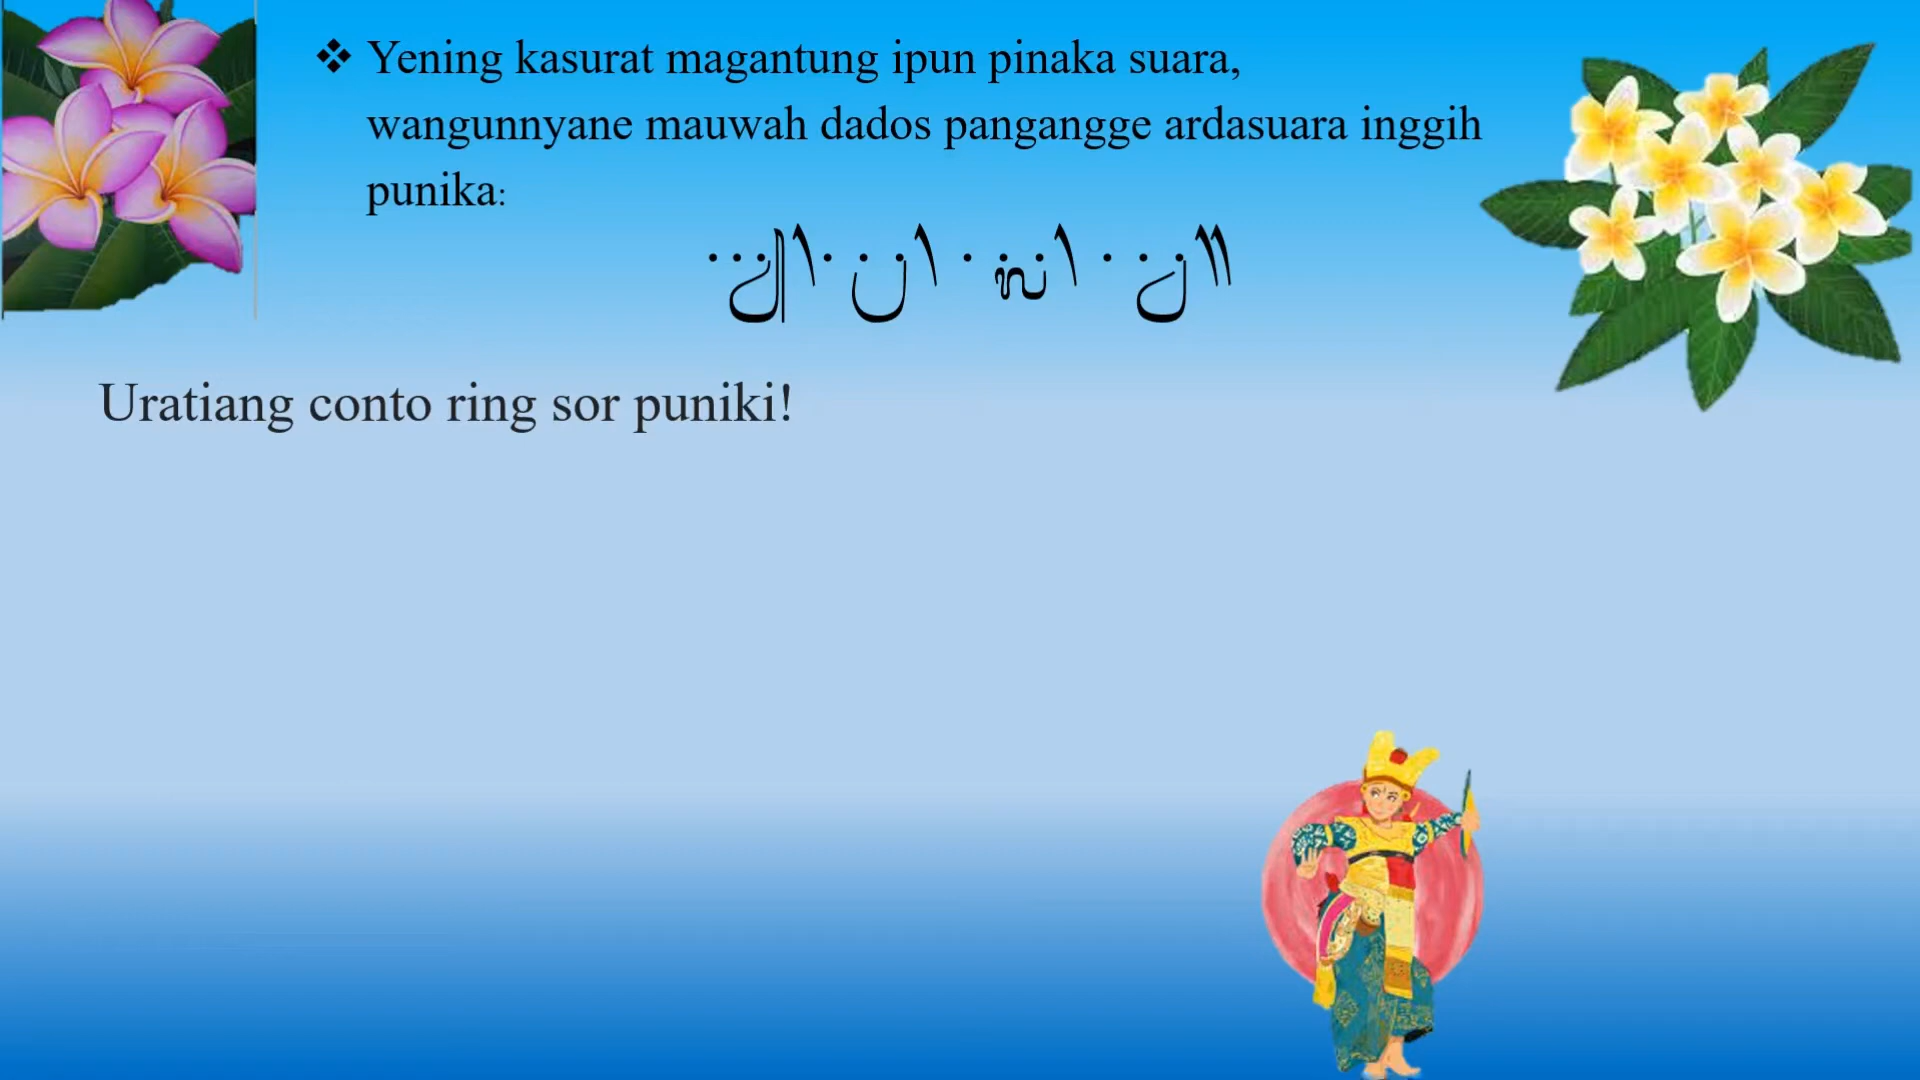 ❖ Yening kasurat magantung ipun pinaka suara,
wangunnyane mauwah dados pangangge ardasuara inggih
punika:
Uratiang conto ring sor puniki!